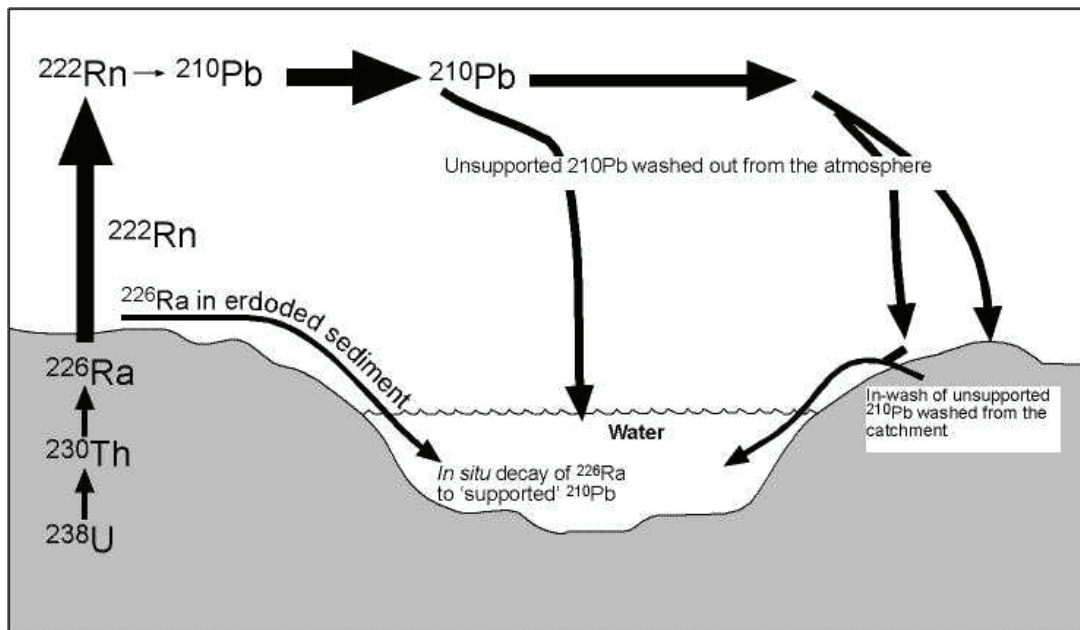 ²²²Rn → ²¹⁰Pb
²¹⁰Pb
Unsupported 210Pb washed out from the atmosphere
²²²Rn
²²⁶Ra in erdoded sediment
²²⁶Ra
²³⁰Th
²³⁸U
Water
In situ decay of ²²⁶Ra
to ‘supported’ ²¹⁰Pb
In-wash of unsupported
²¹⁰Pb washed from the
catchment